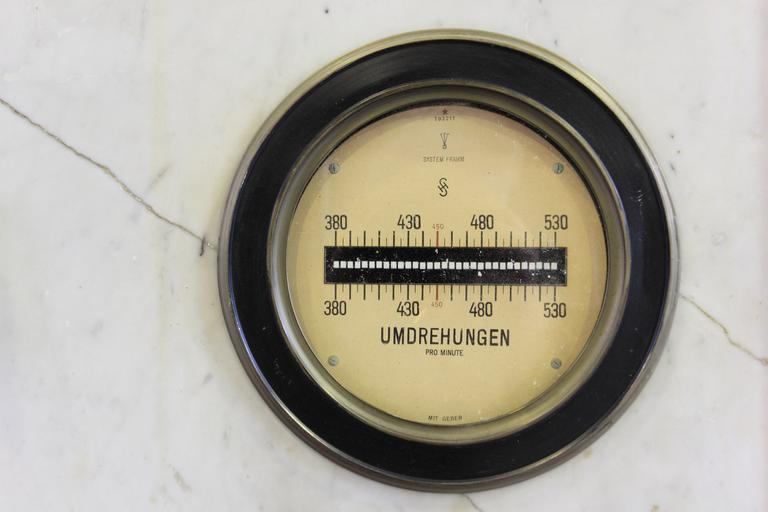 193211
SYSTEM FRAHM
380 430 450 480 530
380 430 450 480 530
UMDREHUNGEN
PRO MINUTE
MIT GEBER